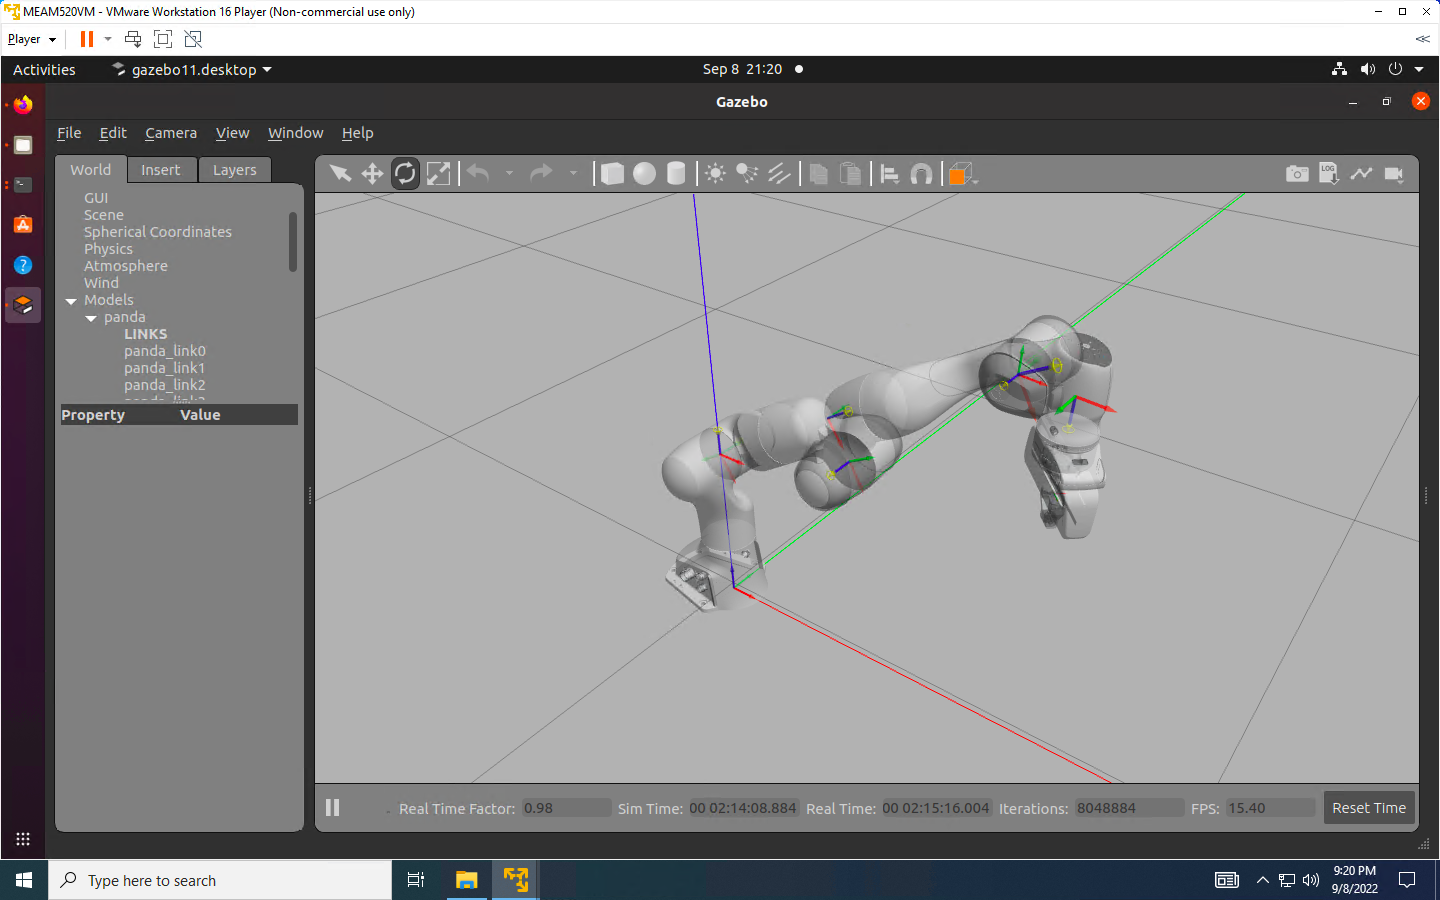 MEAM520VM - VMware Workstation 16 Player (Non-commercial use only)
Player
Activities
gazebo11.desktop
Sep 8 21:20
Gazebo
File Edit Camera View Window Help
World Insert Layers
GUI
Scene
Spherical Coordinates
Physics
Atmosphere
Wind
Models
panda
LINKS
panda_link0
panda_link1
panda_link2
Property Value
LOG
Real Time Factor: 0.98 Sim Time: 00 02:14:08.884 Real Time: 00 02:15:16.004 Iterations: 8048884 FPS: 15.40 Reset Time
Type here to search
9:20 PM
9/8/2022